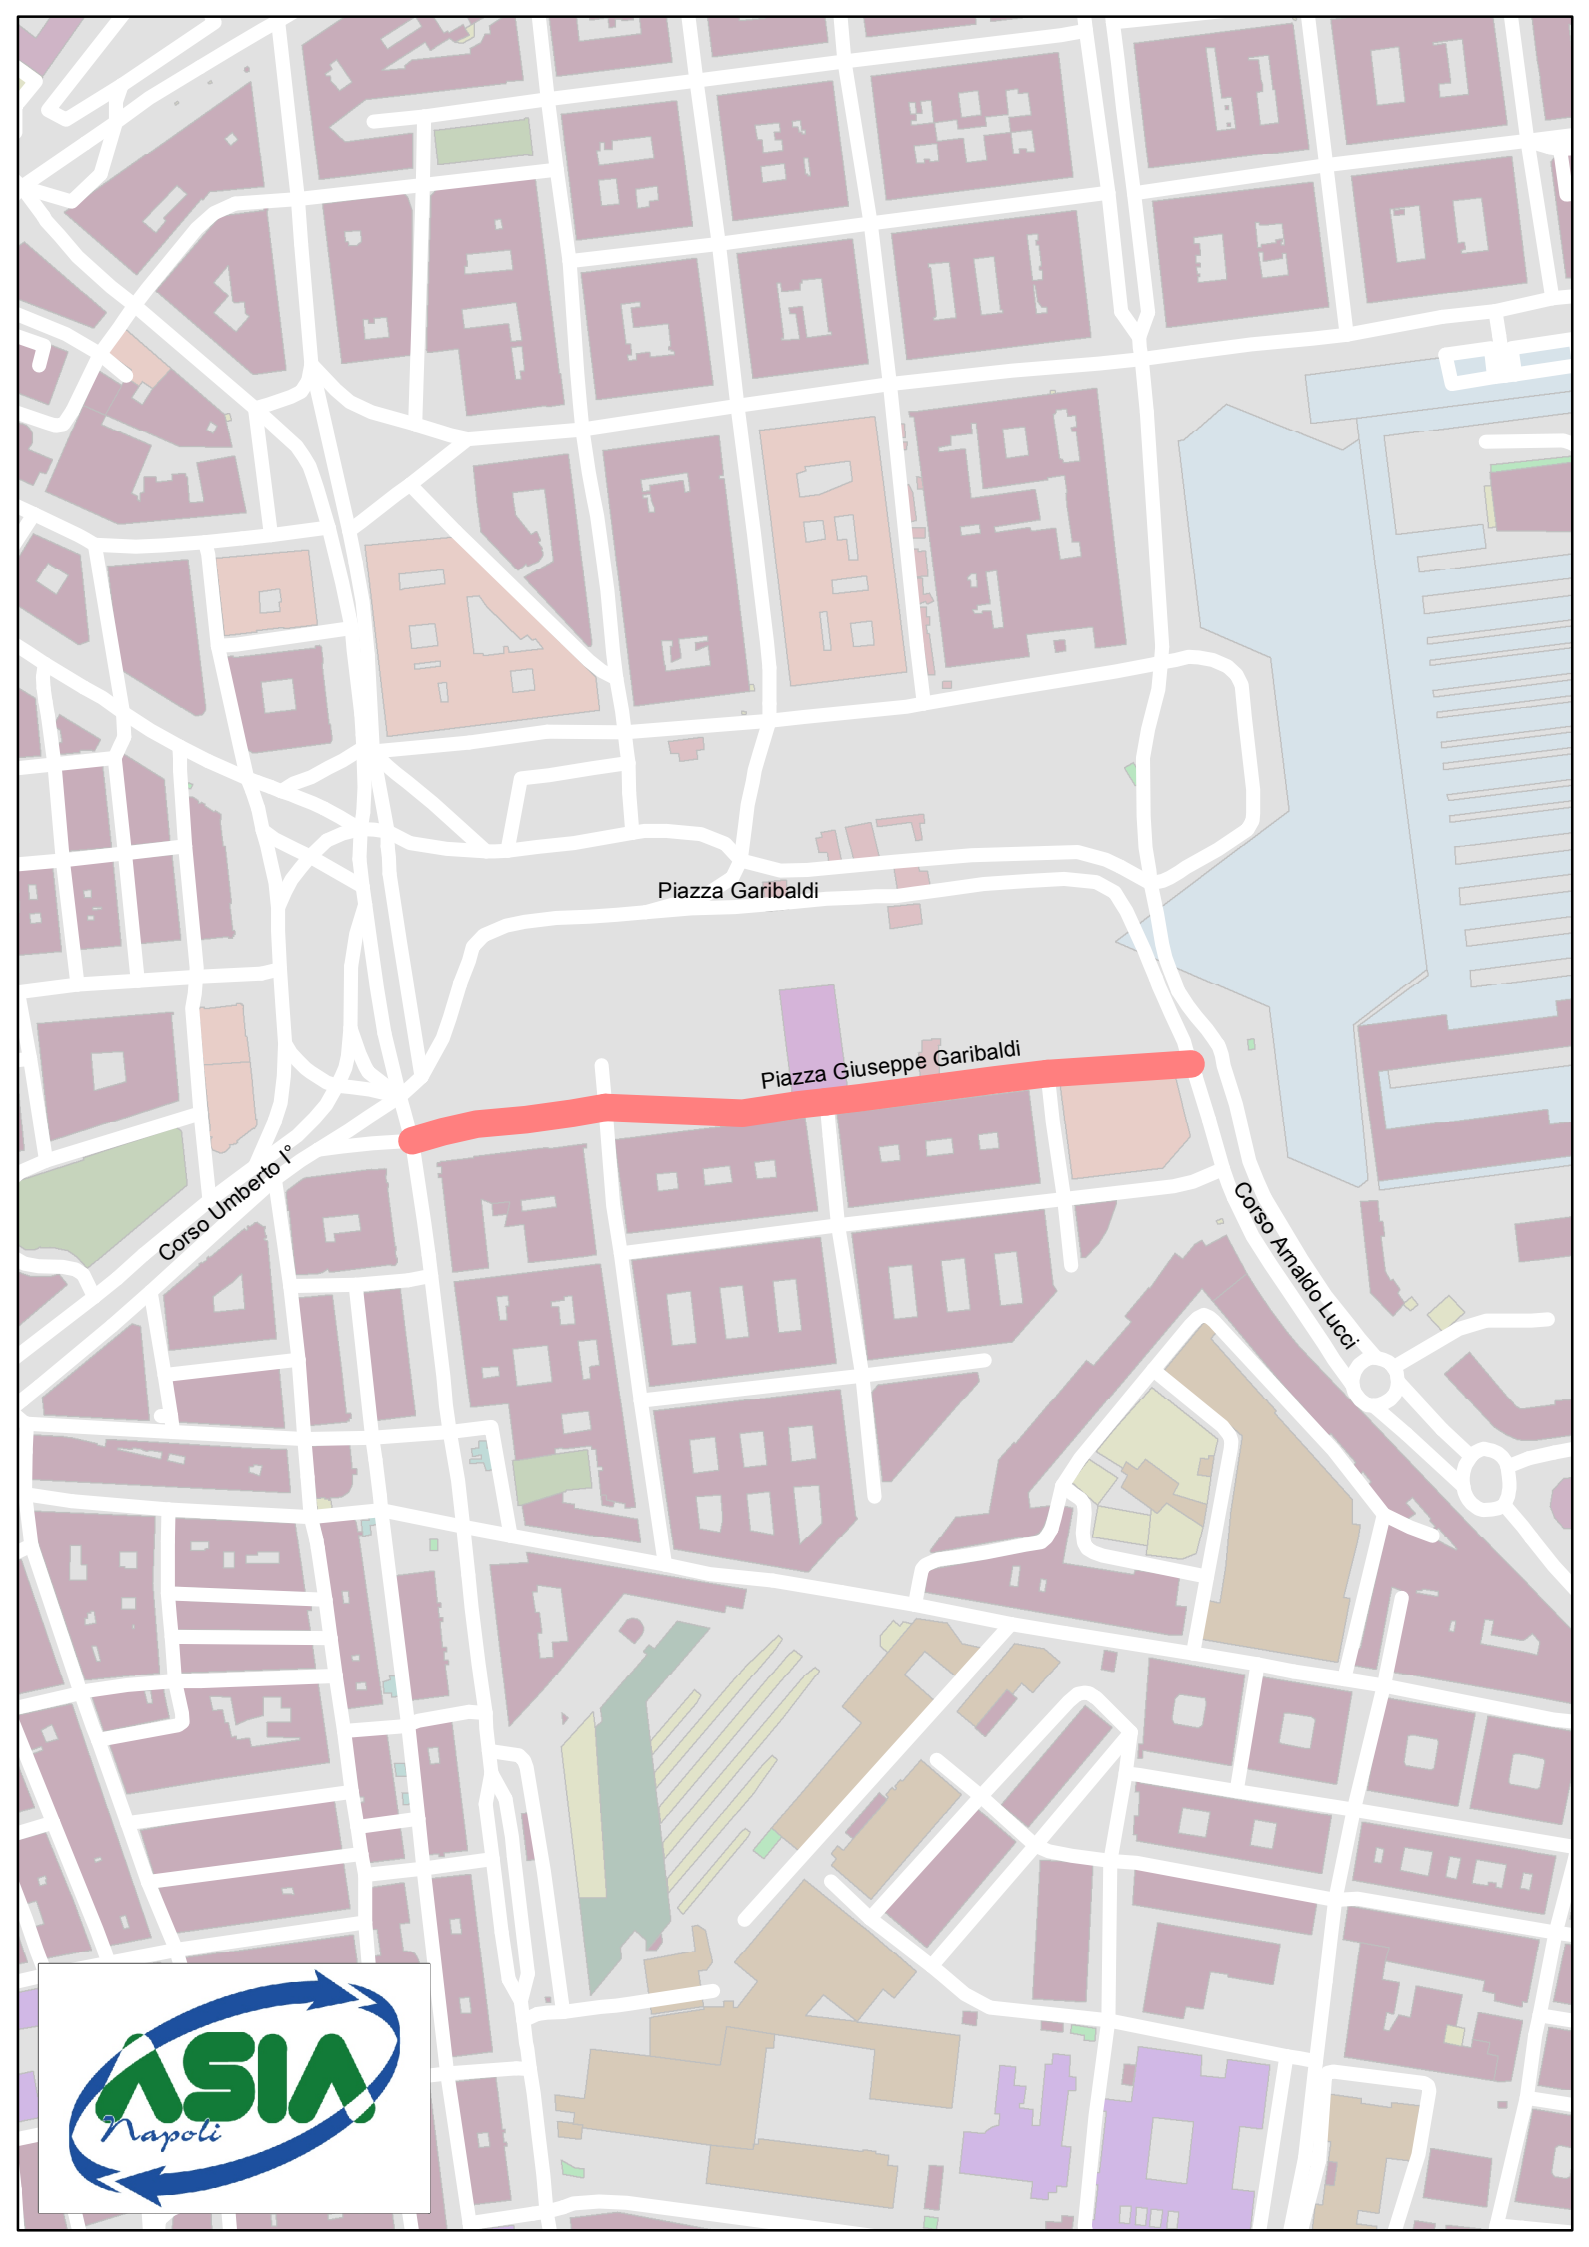 Piazza Garibaldi
Piazza Giuseppe Garibaldi
Corso Umberto I°
Corso Arnaldo Lucci
ASIA
Napoli